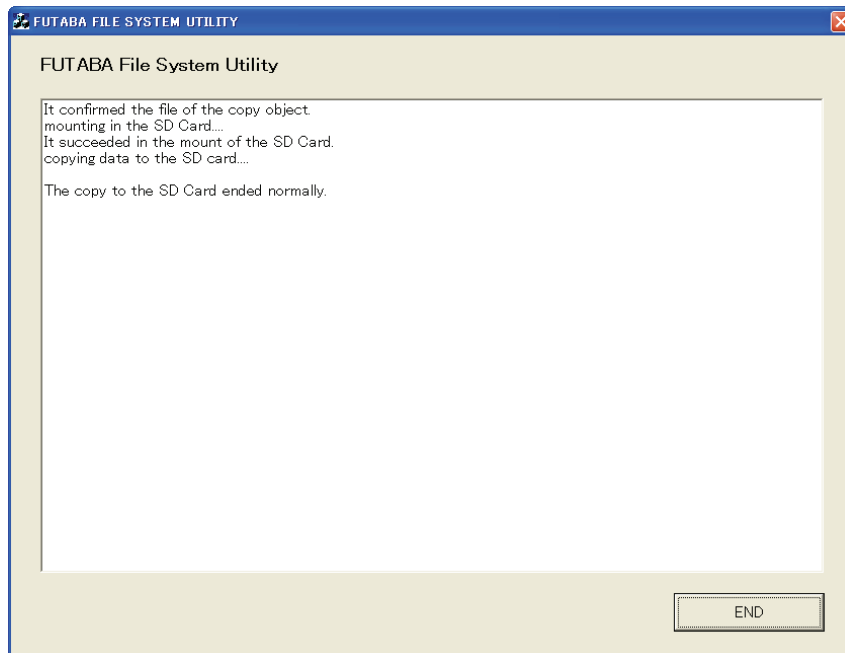 FUTABA FILE SYSTEM UTILITY
FUTABA File System Utility
It confirmed the file of the copy object.
mounting in the SD Card....
It succeeded in the mount of the SD Card.
copying data to the SD card....
The copy to the SD Card ended normally.
END